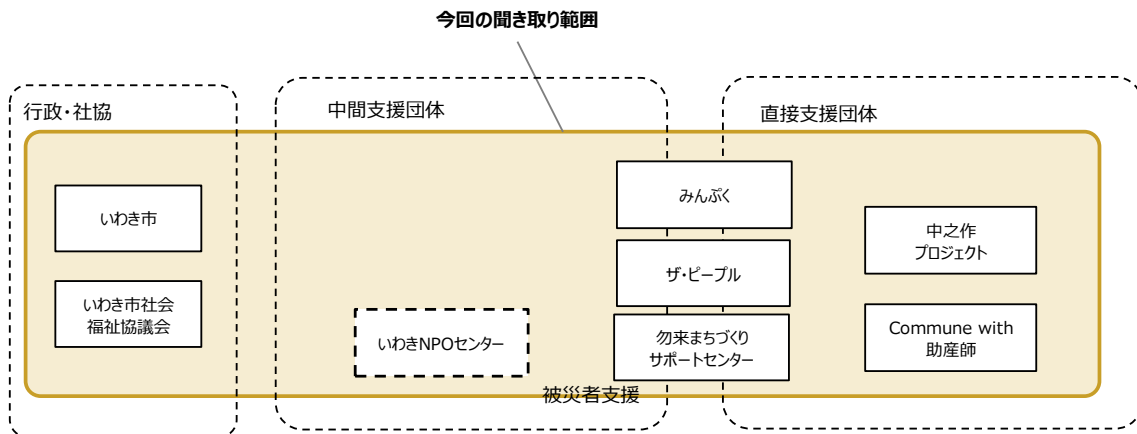 今回の聞き取り範囲
行政・社協
中間支援団体
直接支援団体
いわき市
いわき市社会
福祉協議会
いわきNPOセンター
みんぷく
ザ・ピープル
勿来まちづくり
サポートセンター
中之作
プロジェクト
Commune with
助産師
被災者支援